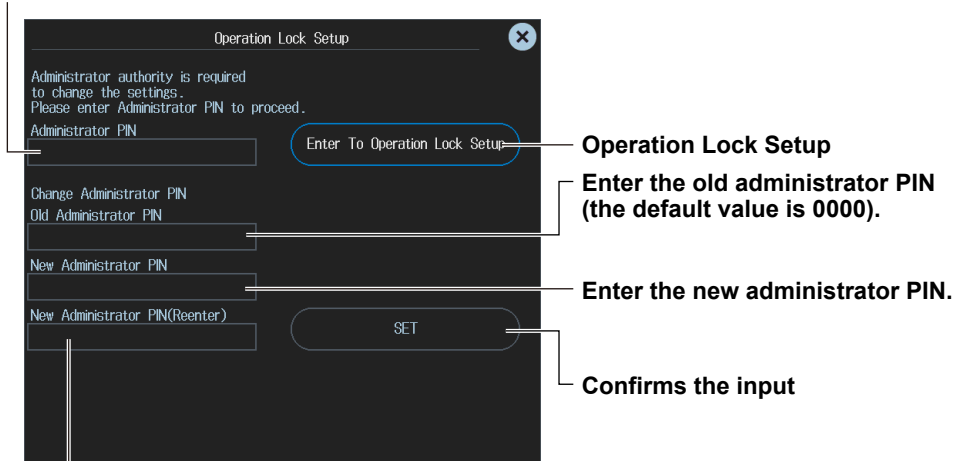 Operation Lock Setup
Administrator authority is required
to change the settings.
Please enter Administrator PIN to proceed.
Administrator PIN
Enter To Operation Lock Setup
Operation Lock Setup
Change Administrator PIN
Old Administrator PIN
Enter the old administrator PIN
(the default value is 0000).
New Administrator PIN
Enter the new administrator PIN.
New Administrator PIN(Reenter)
SET
Confirms the input